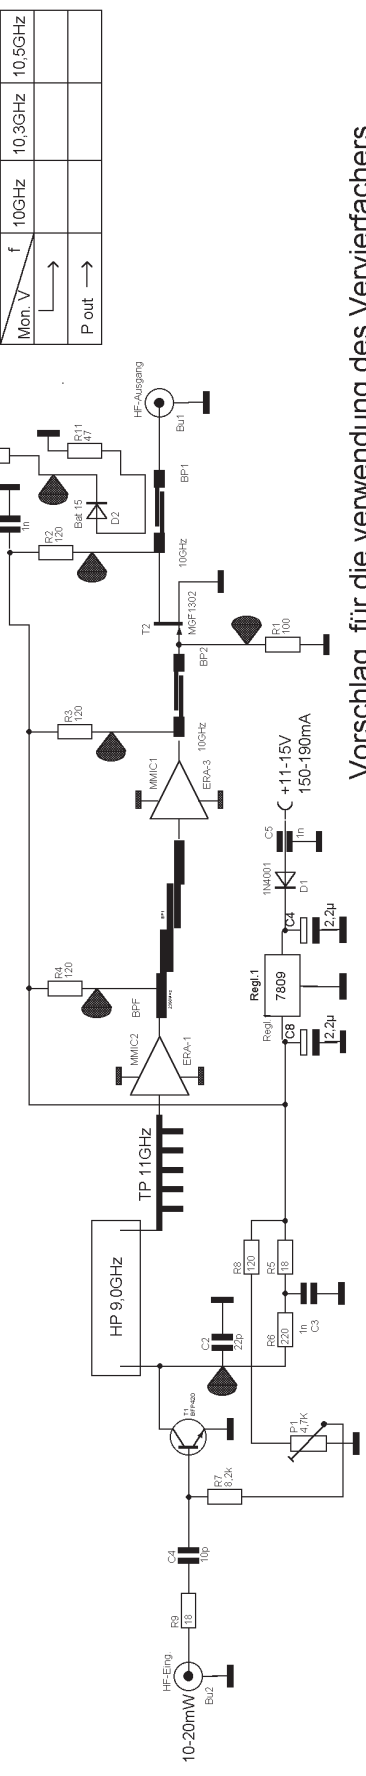 f
10GHz
10,3GHz
10,5GHz
Mon. V
P out
HF-Ausgang
Bu1
BP1
R11
47
Bat 15
D2
1n
R2
120
10GHz
T2
MGF1302
R1
100
BP2
10GHz
R3
120
MMIC1
ERA-3
BPF
R4
120
MMIC2
ERA-1
TP 11GHz
HP 9,0GHz
+11-15V
150-190mA
C5
1n
1N4001
D1
C4
2,2µ
Regl.1
7809
Regl.
C8
2,2µ
R8
120
R5
18
R6
220
1n
C3
C2
22p
P1
4,7K
T1
BFP420
R7
8,2k
C4
10p
R9
18
HF-Eing.
Bu2
10-20mW
Vorschlag für die verwendung des Vervierfachers